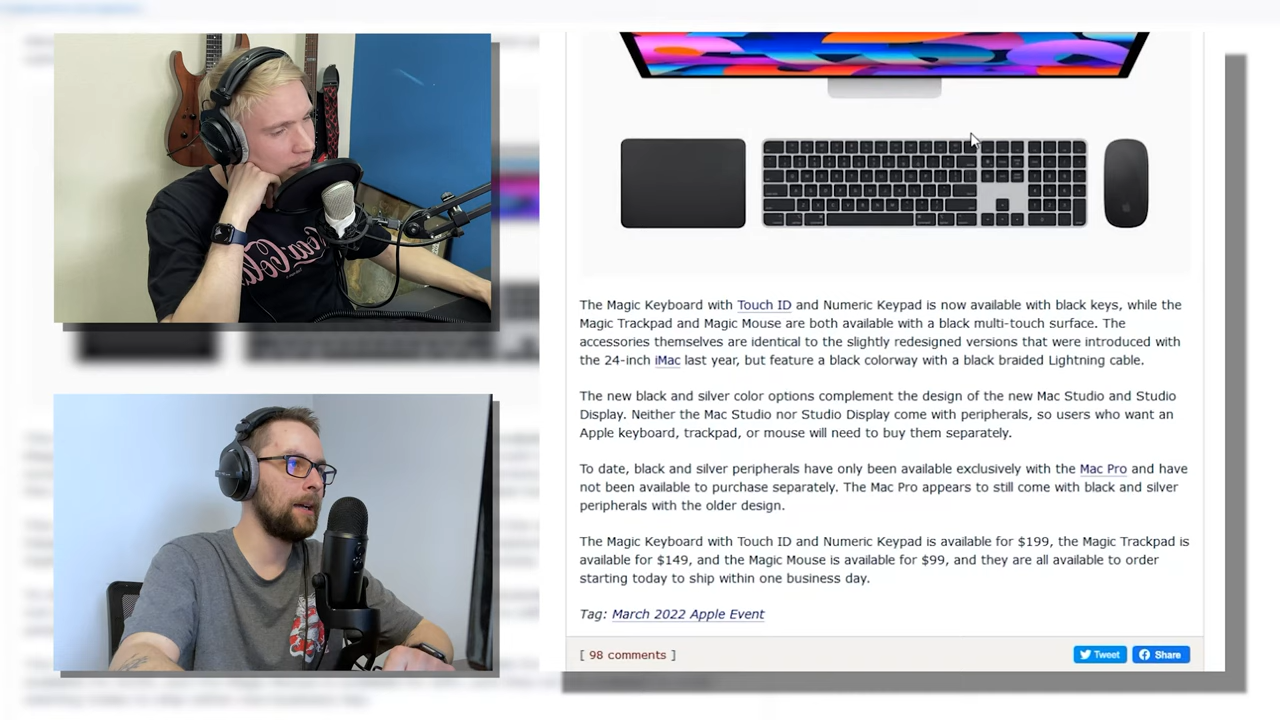 Coca-Cola
The Magic Keyboard with Touch ID and Numeric Keypad is now available with black keys, while the
Magic Trackpad and Magic Mouse are both available with a black multi-touch surface. The
accessories themselves are identical to the slightly redesigned versions that were introduced with
the 24-inch iMac last year, but feature a black colorway with a black braided Lightning cable.
The new black and silver color options complement the design of the new Mac Studio and Studio
Display. Neither the Mac Studio nor Studio Display come with peripherals, so users who want an
Apple keyboard, trackpad, or mouse will need to buy them separately.
To date, black and silver peripherals have only been available exclusively with the Mac Pro and have
not been available to purchase separately. The Mac Pro appears to still come with black and silver
peripherals with the older design.
The Magic Keyboard with Touch ID and Numeric Keypad is available for $199, the Magic Trackpad is
available for $149, and the Magic Mouse is available for $99, and they are all available to order
starting today to ship within one business day.
Tag: March 2022 Apple Event
[ 98 comments ]
Tweet
Share